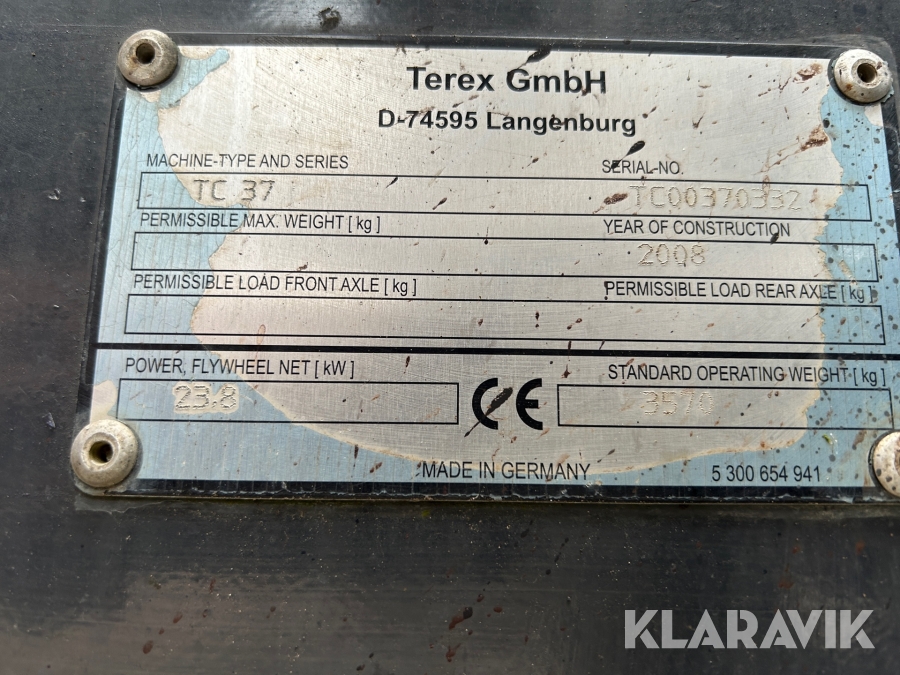 Terex GmbH
D-74595 Langenburg
MACHINE-TYPE AND SERIES SERIAL-NO.
TC 37 TC00370332
PERMISSIBLE MAX. WEIGHT [ kg ] YEAR OF CONSTRUCTION
2008
PERMISSIBLE LOAD FRONT AXLE [ kg ] PERMISSIBLE LOAD REAR AXLE [ kg ]
POWER, FLYWHEEL NET [ kW ] STANDARD OPERATING WEIGHT [ kg ]
23.8 CE 3570
MADE IN GERMANY 5 300 654 941
KLARAVIK